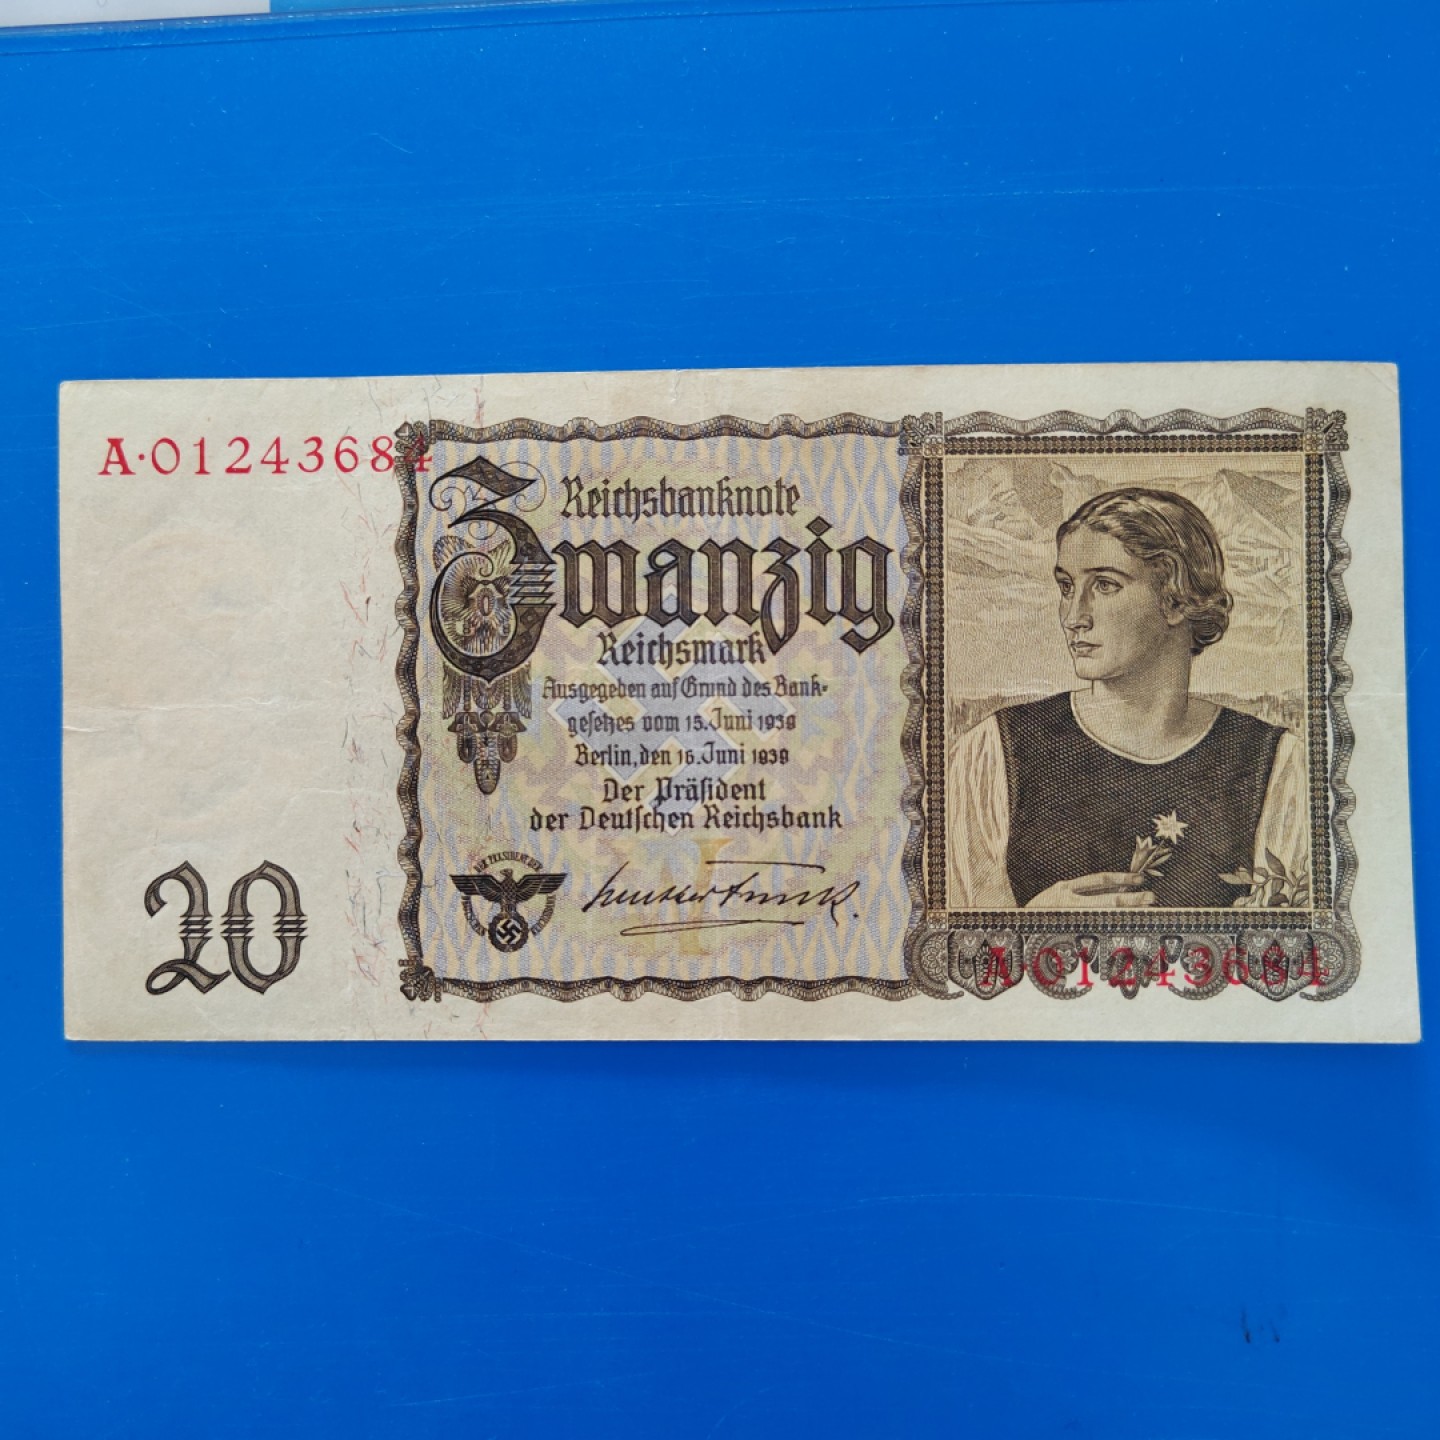 A·01243684
Reichsbanknote
Zwanzig
Reichsmark
Ausgegeben auf Grund des Bank-
gesetzes vom 15. Juni 1939
Berlin, den 16. Juni 1939
Der Präsident
der Deutschen Reichsbank
20
A·01243684